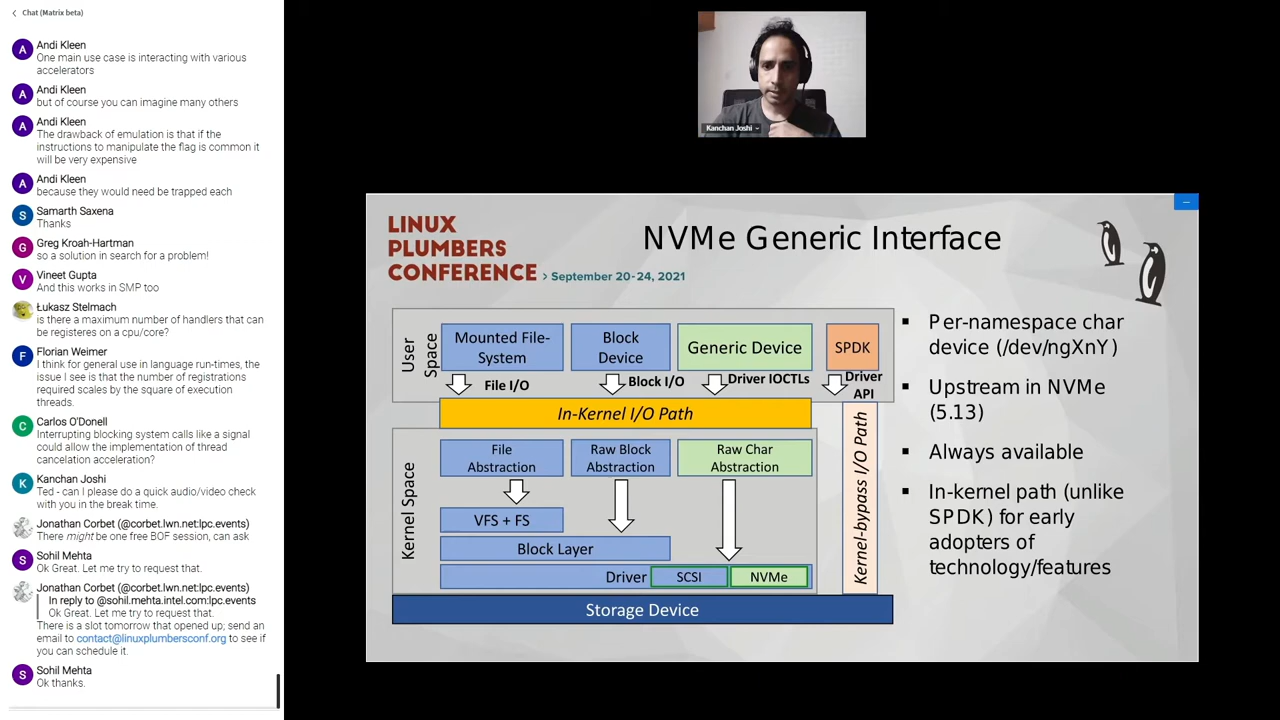 Chat (Matrix beta)
A
Andi Kleen
One main use case is interacting with various
accelerators
A
Andi Kleen
but of course you can imagine many others
A
Andi Kleen
The drawback of emulation is that if the
instructions to manipulate the flag is common it
will be very expensive
A
Andi Kleen
because they would need be trapped each
S
Samarth Saxena
Thanks
G
Greg Kroah-Hartman
so a solution in search for a problem!
V
Vineet Gupta
And this works in SMP too
Łukasz Stelmach
is there a maximum number of handlers that can
be registeres on a cpu/core?
F
Florian Weimer
I think for general use in language run-times, the
issue I see is that the number of registrations
required scales by the square of execution
threads.
C
Carlos O'Donell
Interrupting blocking system calls like a signal
could allow the implementation of thread
cancelation acceleration?
K
Kanchan Joshi
Ted - can I please do a quick audio/video check
with you in the break time.
Jonathan Corbet (@corbet.lwn.net:lpc.events)
There might be one free BOF session, can ask
S
Sohil Mehta
Ok Great. Let me try to request that.
Jonathan Corbet (@corbet.lwn.net:lpc.events)
In reply to @sohil.mehta.intel.com:lpc.events
Ok Great. Let me try to request that.
There is a slot tomorrow that opened up; send an
email to contact@linuxplumbersconf.org to see if
you can schedule it.
S
Sohil Mehta
Ok thanks.
Kanchan Joshi
LINUX
PLUMBERS
CONFERENCE > September 20-24, 2021
NVMe Generic Interface
User
Space
Mounted File-
System
Block
Device
Generic Device
SPDK
File I/O
Block I/O
Driver IOCTLs
Driver
API
In-Kernel I/O Path
Kernel Space
File
Abstraction
Raw Block
Abstraction
Raw Char
Abstraction
VFS + FS
Block Layer
Driver
SCSI
NVMe
Kernel-bypass I/O Path
Storage Device
▪ Per-namespace char
device (/dev/ngXnY)
▪ Upstream in NVMe
(5.13)
▪ Always available
▪ In-kernel path (unlike
SPDK) for early
adopters of
technology/features